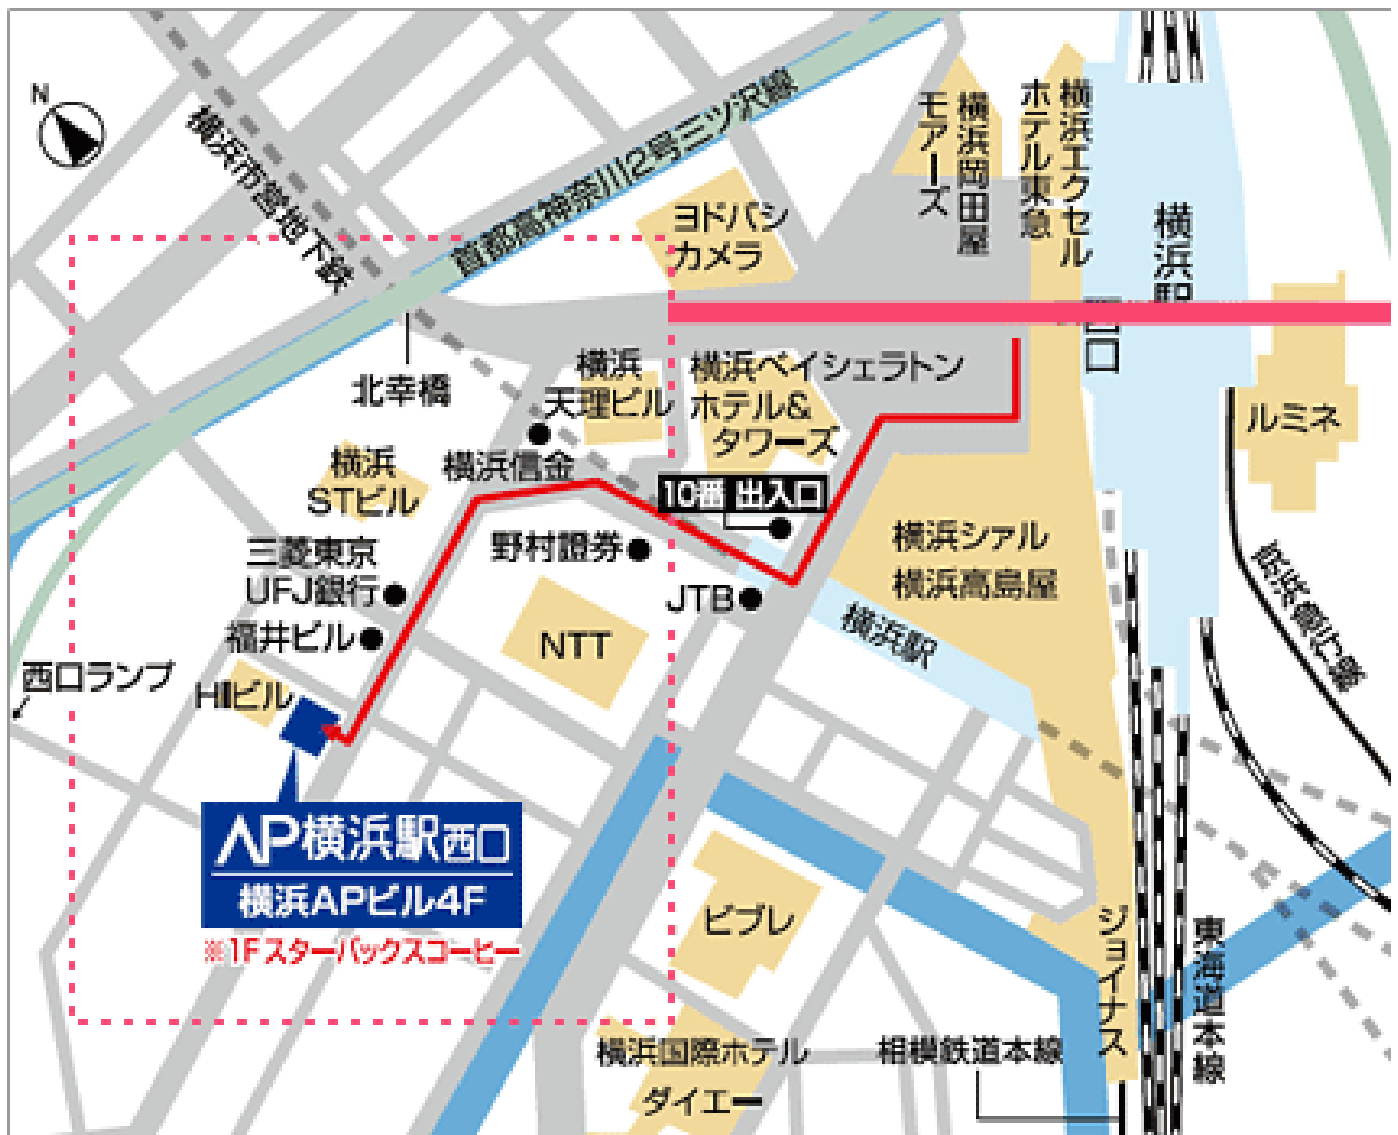 N
横浜市営地下鉄
首都高神奈川2号三ツ沢線
横浜岡田屋
モアーズ
横浜エクセル
ホテル東急
横浜駅
ヨドバシ
カメラ
西口
ルミネ
北幸橋
横浜
天理ビル
横浜ベイシェラトン
ホテル&
タワーズ
横浜
STビル
横浜信金
10番 出入口
三菱東京
UFJ銀行
野村證券
横浜シァル
横浜高島屋
JTB
福井ビル
NTT
横浜駅
西口ランプ
HIIビル
AP横浜駅西口
横浜APビル4F
※1Fスターバックスコーヒー
ビブレ
ジョイナス
東海道本線
横浜国際ホテル
ダイエー
相模鉄道本線